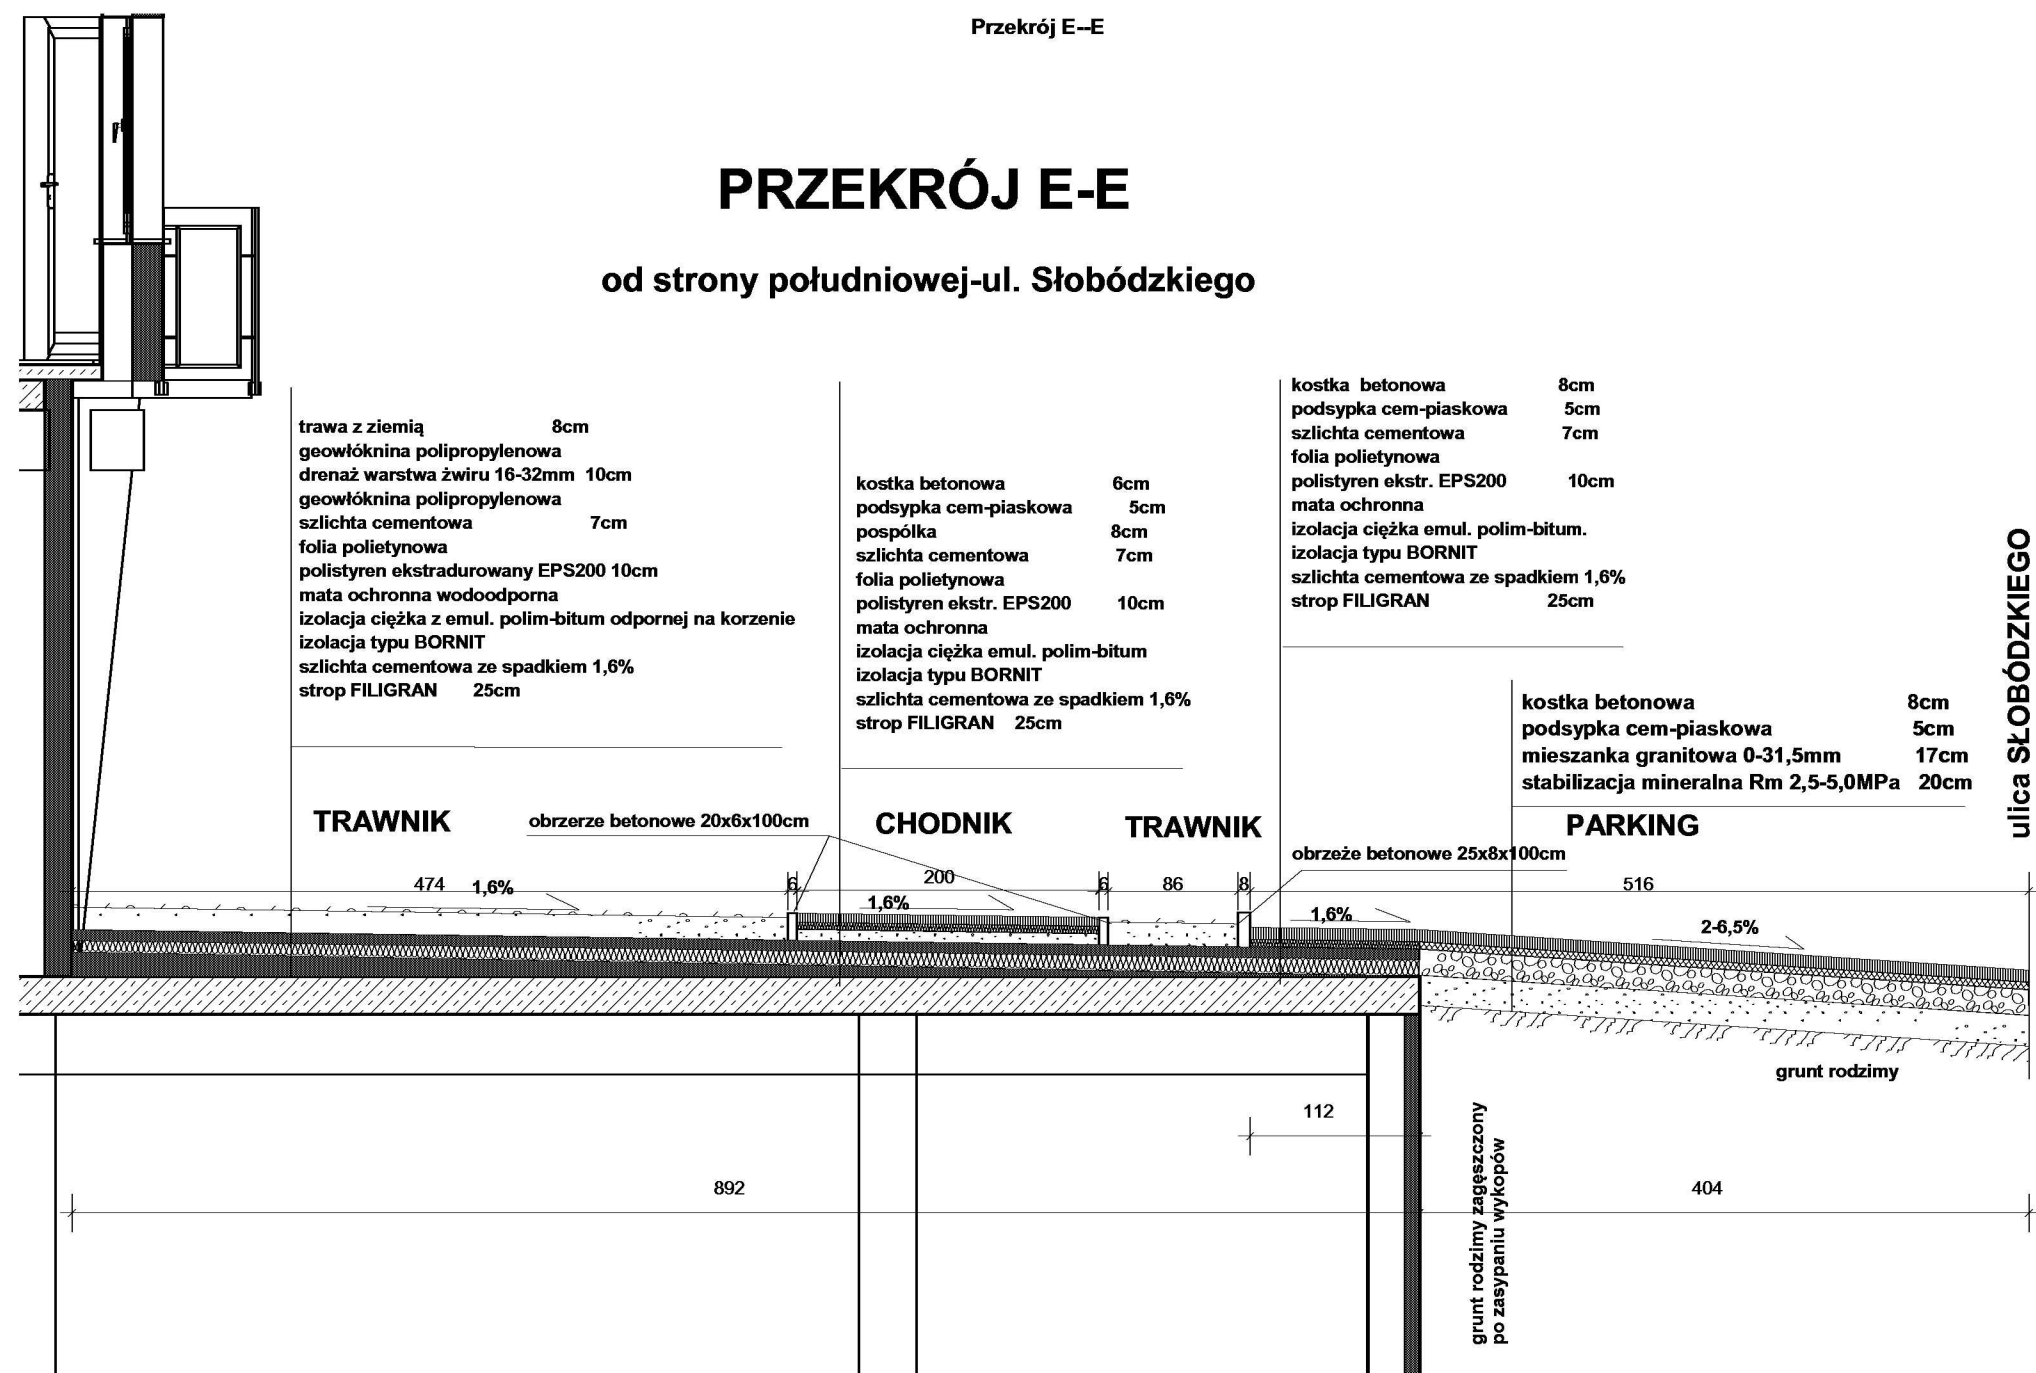 Przekrój E--E
PRZEKRÓJ E-E
od strony południowej-ul. Słobódzkiego
trawa z ziemią 8cm
geowłóknina polipropylenowa
drenaż warstwa żwiru 16-32mm 10cm
geowłóknina polipropylenowa
szlichta cementowa 7cm
folia polietynowa
polistyren ekstradurowany EPS200 10cm
mata ochronna wodoodporna
izolacja ciężka z emul. polim-bitum odpornej na korzenie
izolacja typu BORNIT
szlichta cementowa ze spadkiem 1,6%
strop FILIGRAN 25cm
kostka betonowa 6cm
podsypka cem-piaskowa 5cm
pospólka 8cm
szlichta cementowa 7cm
folia polietynowa
polistyren ekstr. EPS200 10cm
mata ochronna
izolacja ciężka emul. polim-bitum
izolacja typu BORNIT
szlichta cementowa ze spadkiem 1,6%
strop FILIGRAN 25cm
kostka betonowa 8cm
podsypka cem-piaskowa 5cm
szlichta cementowa 7cm
folia polietynowa
polistyren ekstr. EPS200 10cm
mata ochronna
izolacja ciężka emul. polim-bitum.
izolacja typu BORNIT
szlichta cementowa ze spadkiem 1,6%
strop FILIGRAN 25cm
kostka betonowa 8cm
podsypka cem-piaskowa 5cm
mieszanka granitowa 0-31,5mm 17cm
stabilizacja mineralna Rm 2,5-5,0MPa 20cm
ulica SŁOBÓDZKIEGO
TRAWNIK
obrzerze betonowe 20x6x100cm
CHODNIK
TRAWNIK
PARKING
obrzeże betonowe 25x8x100cm
474
1,6%
6
200
1,6%
6
86
8
516
1,6%
2-6,5%
grunt rodzimy
112
892
404
grunt rodzimy zagęszczony
po zasypaniu wykopów